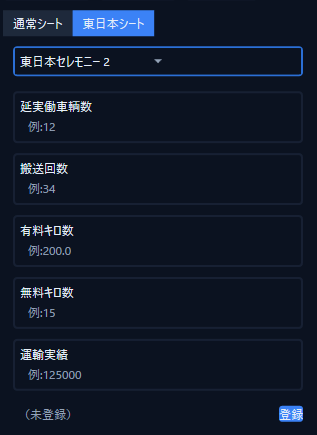 通常シート 東日本シート
東日本セレモニー 2
延実働車輌数
例:12
搬送回数
例:34
有料キロ数
例:200.0
無料キロ数
例:15
運輸実績
例:125000
（未登録） 登録